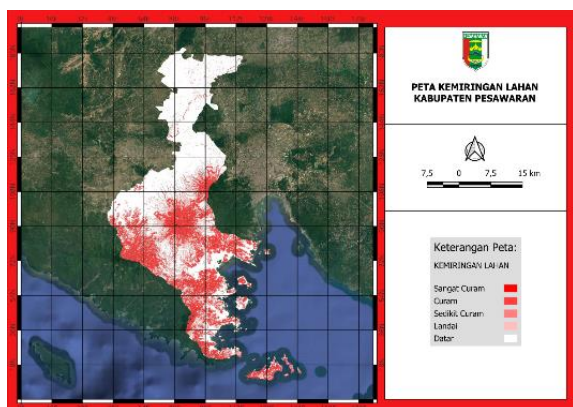 PETA KEMIRINGAN LAHAN
KABUPATEN PESAWARAN
7,5 0 7,5 15 km
Keterangan Peta:
KEMIRINGAN LAHAN
Sangat Curam
Curam
Sedikit Curam
Landai
Datar